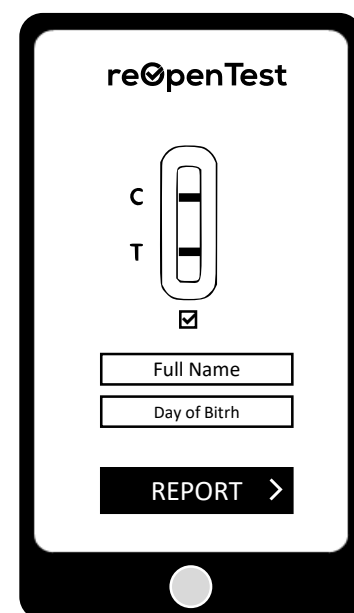 reOpenTest
C
T
Full Name
Day of Bitrh
REPORT >